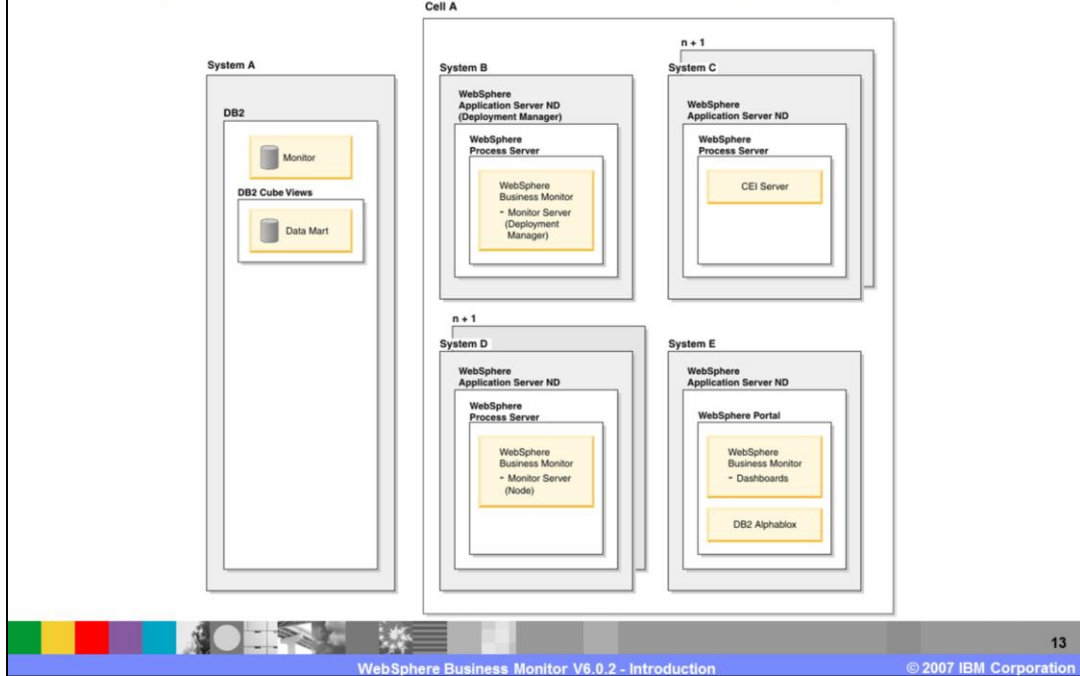 Cell A
System A
DB2
Monitor
DB2 Cube Views
Data Mart
System B
WebSphere
Application Server ND
(Deployment Manager)
WebSphere
Process Server
WebSphere
Business Monitor
- Monitor Server
(Deployment
Manager)
n + 1
System C
WebSphere
Application Server ND
WebSphere
Process Server
CEI Server
n + 1
System D
WebSphere
Application Server ND
WebSphere
Process Server
WebSphere
Business Monitor
- Monitor Server
(Node)
System E
WebSphere
Application Server ND
WebSphere Portal
WebSphere
Business Monitor
- Dashboards
DB2 Alphablox
13
WebSphere Business Monitor V6.0.2 - Introduction
© 2007 IBM Corporation